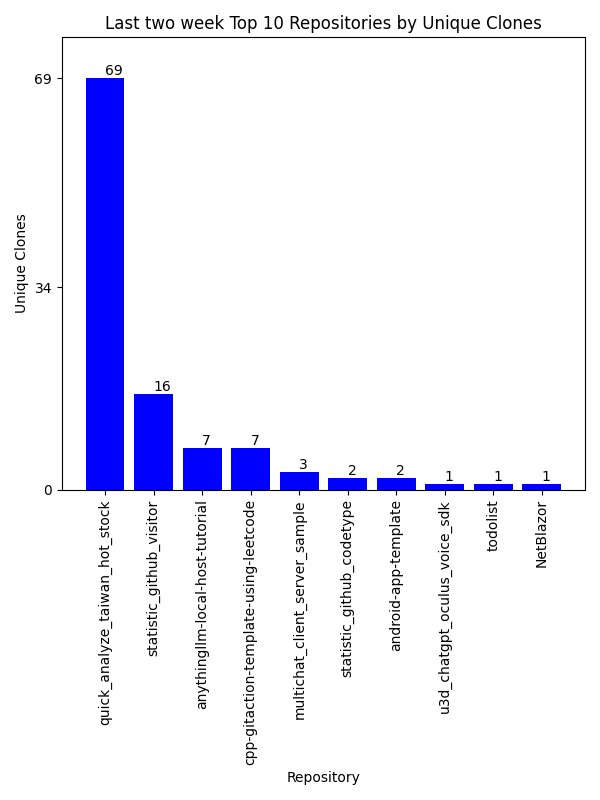 Last two week Top 10 Repositories by Unique Clones
Unique Clones
69
34
0
69
16
7
7
3
2
2
1
1
1
quick_analyze_taiwan_hot_stock
statistic_github_visitor
anythingllm-local-host-tutorial
cpp-gitaction-template-using-leetcode
multichat_client_server_sample
statistic_github_codetype
android-app-template
u3d_chatgpt_oculus_voice_sdk
todolist
NetBlazor
Repository